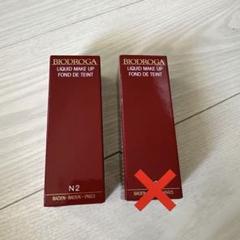 BIODROGA
LIQUID MAKE UP
FOND DE TEINT
N2
BADEN-BADEN - PARIS
BIODROGA
LIQUID MAKE UP
FOND DE TEINT